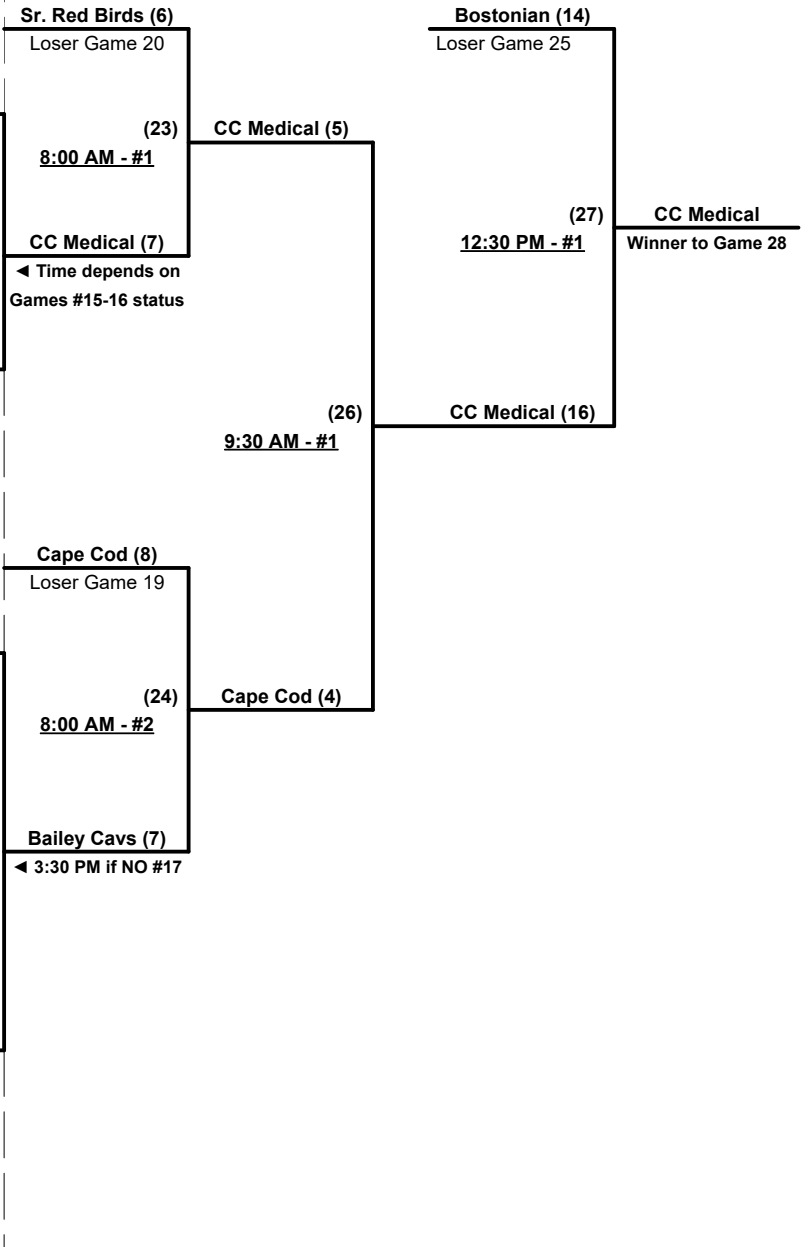 Sr. Red Birds (6)
Loser Game 20
(23)
8:00 AM - #1
CC Medical (7)
◄ Time depends on
Games #15-16 status
CC Medical (5)
Bostonian (14)
Loser Game 25
(27)
12:30 PM - #1
CC Medical
Winner to Game 28
(26)
9:30 AM - #1
CC Medical (16)
Cape Cod (8)
Loser Game 19
(24)
8:00 AM - #2
Cape Cod (4)
Bailey Cavs (7)
◄ 3:30 PM if NO #17